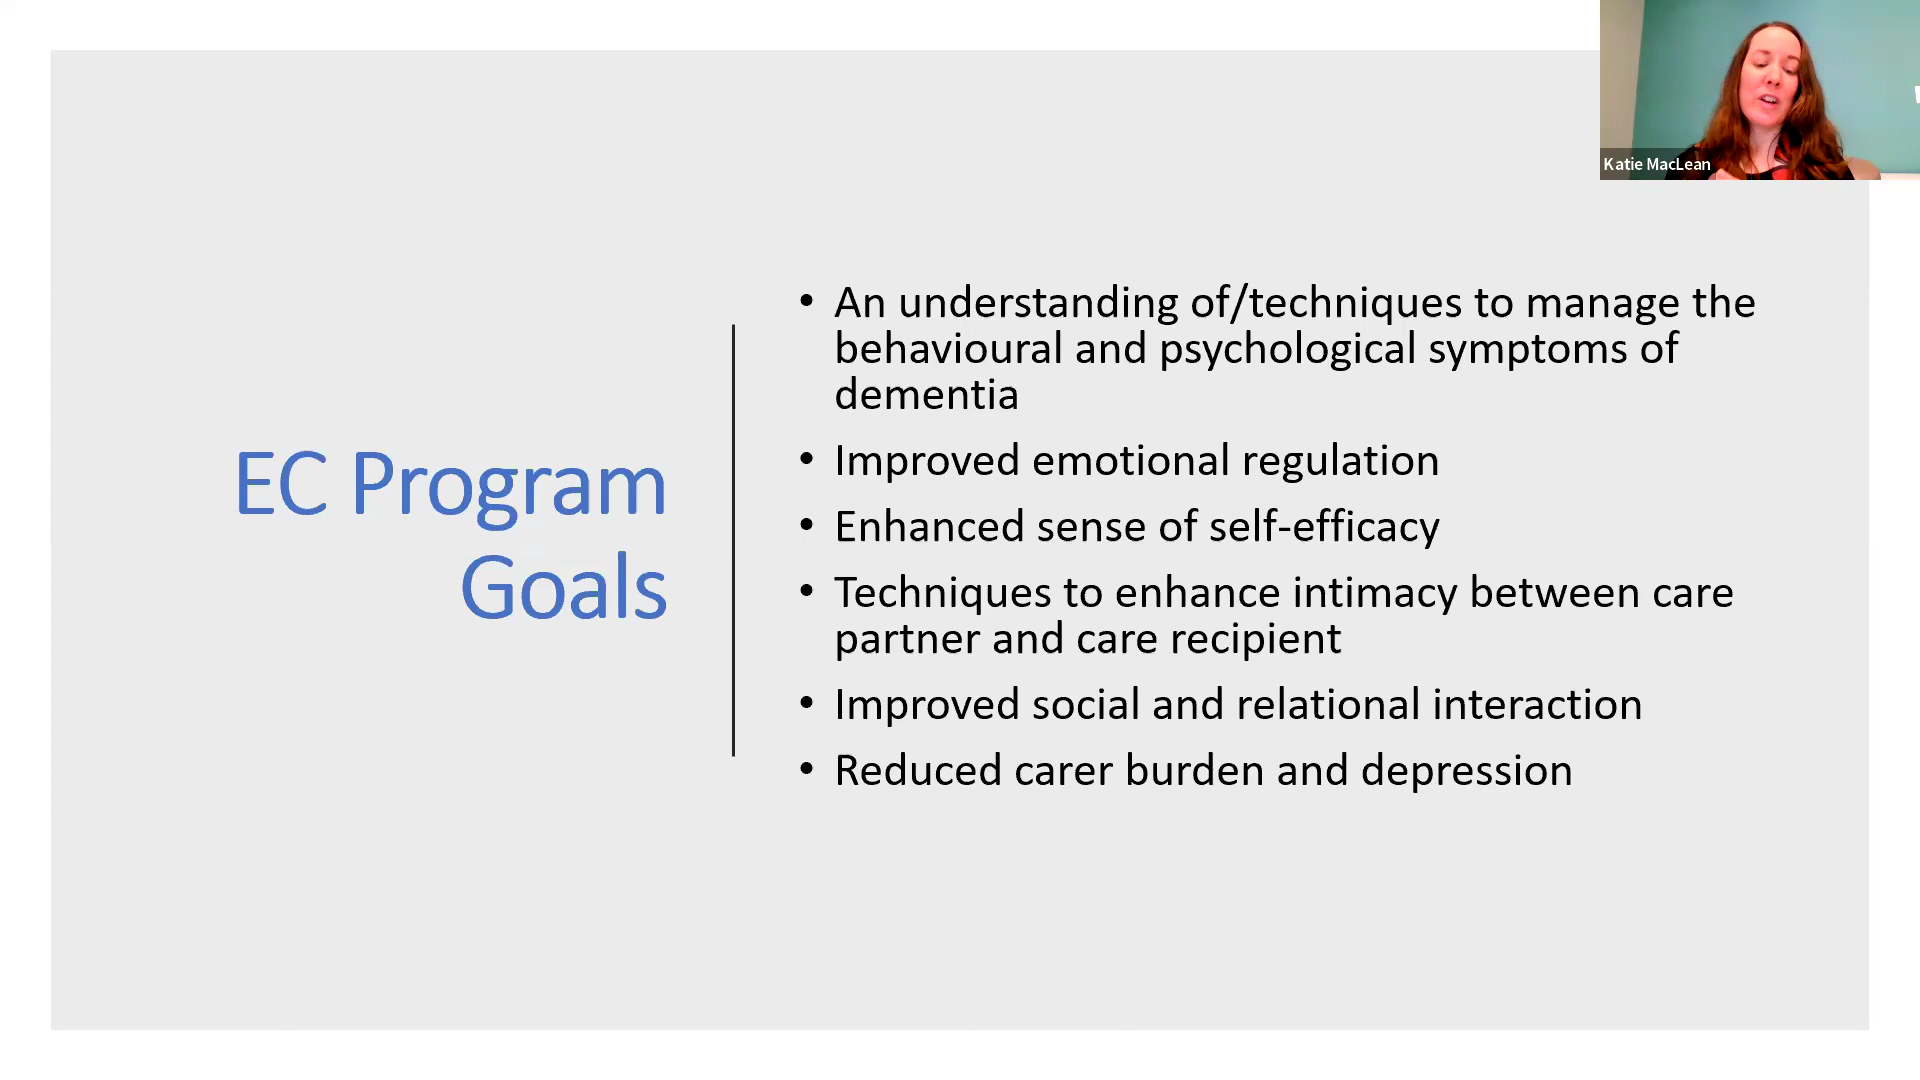 Katie MacLean
EC Program
Goals
• An understanding of/techniques to manage the
behavioural and psychological symptoms of
dementia
• Improved emotional regulation
• Enhanced sense of self-efficacy
• Techniques to enhance intimacy between care
partner and care recipient
• Improved social and relational interaction
• Reduced carer burden and depression